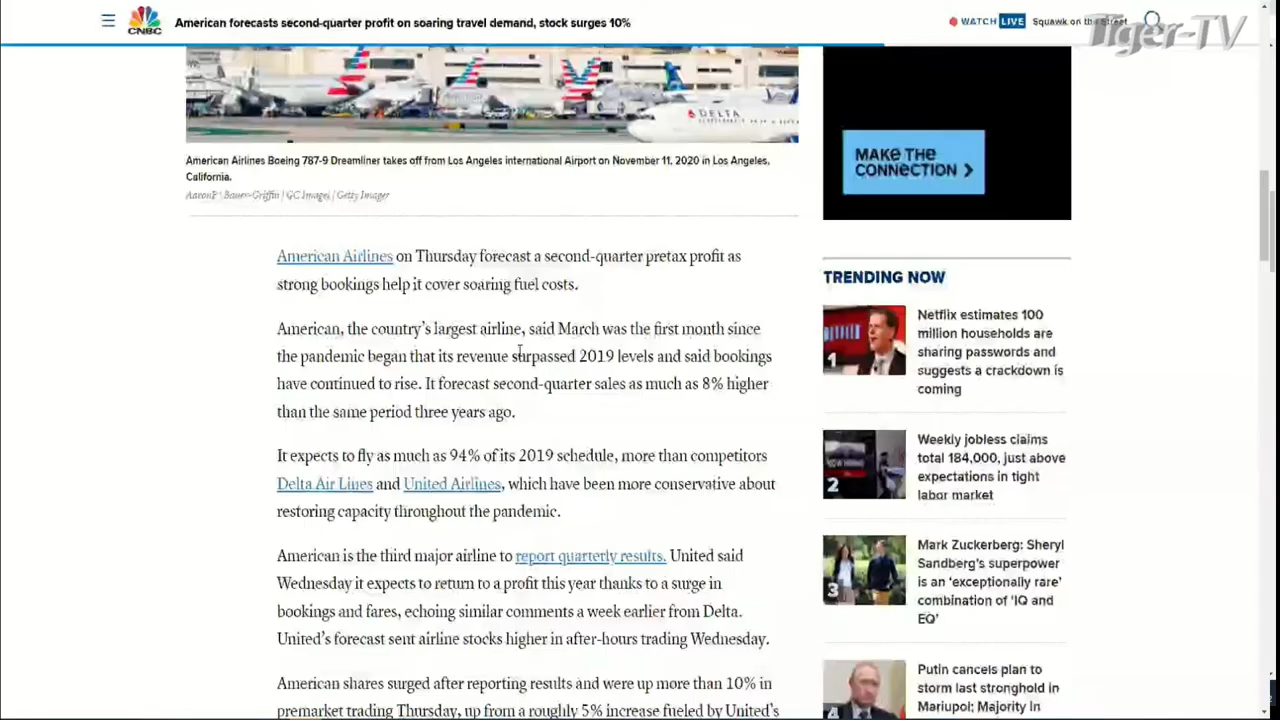 American forecasts second-quarter profit on soaring travel demand, stock surges 10%
CNBC
WATCH LIVE
Squawk on the Street
Tiger-TV
DELTA
American Airlines Boeing 787-9 Dreamliner takes off from Los Angeles international Airport on November 11, 2020 in Los Angeles,
California.
AaronP | Bauer-Griffin | GC Images | Getty Images
American Airlines on Thursday forecast a second-quarter pretax profit as
strong bookings help it cover soaring fuel costs.
American, the country's largest airline, said March was the first month since
the pandemic began that its revenue surpassed 2019 levels and said bookings
have continued to rise. It forecast second-quarter sales as much as 8% higher
than the same period three years ago.
It expects to fly as much as 94% of its 2019 schedule, more than competitors
Delta Air Lines and United Airlines, which have been more conservative about
restoring capacity throughout the pandemic.
American is the third major airline to report quarterly results. United said
Wednesday it expects to return to a profit this year thanks to a surge in
bookings and fares, echoing similar comments a week earlier from Delta.
United's forecast sent airline stocks higher in after-hours trading Wednesday.
American shares surged after reporting results and were up more than 10% in
premarket trading Thursday, up from a roughly 5% increase fueled by United's
MAKE THE
CONNECTION >
TRENDING NOW
1
Netflix estimates 100
million households are
sharing passwords and
suggests a crackdown is
coming
2
Weekly jobless claims
total 184,000, just above
expectations in tight
labor market
3
Mark Zuckerberg: Sheryl
Sandberg's superpower
is an 'exceptionally rare'
combination of 'IQ and
EQ'
4
Putin cancels plan to
storm last stronghold in
Mariupol; Majority in